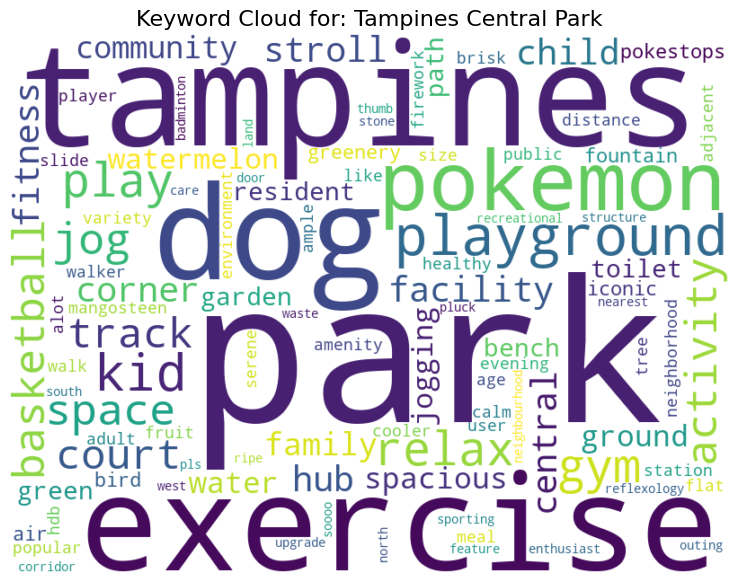 Keyword Cloud for: Tampines Central Park
community
stroll
child
pokestops
path
brisk
firework
tampines
player
badminton
thumb
stone
land
distance
adjacent
fitness
slide
watermelon
greenery
size
public
fountain
door
play
care
resident
like
pokemon
variety
environment
ample
recreational
structure
dog
jog
playground
walker
healthy
toilet
basketball
corner
garden
facility
iconic
nearest
alot
mangosteen
waste
park
pluck
activity
track
serene
amenity
jogging
bench
tree
neighborhood
walk
kid
evening
age
neighbourhood
south
space
fruit
calm
user
central
adult
cooler
family
relax
ground
court
bird
ripe
pls
hub
spacious
gym
station
green
water
west
reflexology
flat
air
hdb
exercise
soooo
sporting
meal
popular
upgrade
north
feature
enthusiast
outing
corridor